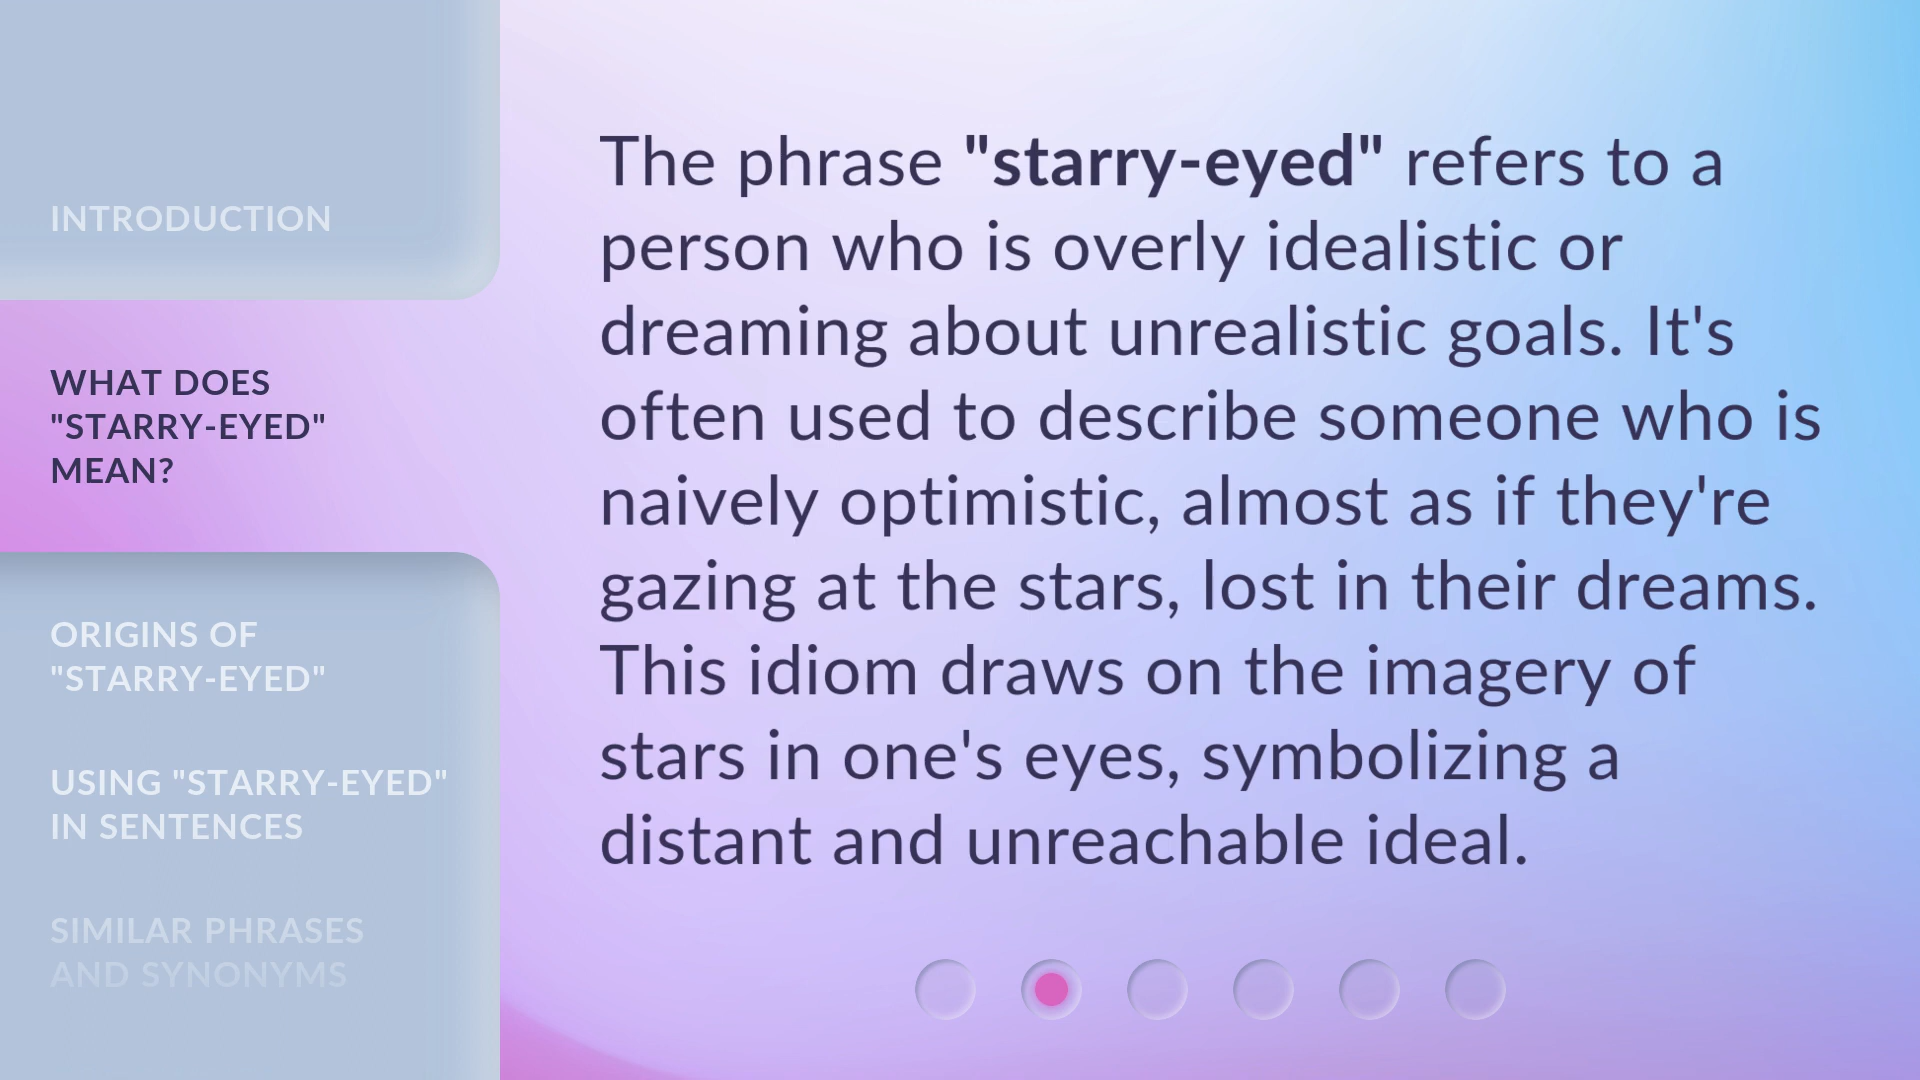 INTRODUCTION
WHAT DOES
"STARRY-EYED"
MEAN?
ORIGINS OF
"STARRY-EYED"
USING "STARRY-EYED"
IN SENTENCES
SIMILAR PHRASES
AND SYNONYMS
The phrase "starry-eyed" refers to a
person who is overly idealistic or
dreaming about unrealistic goals. It's
often used to describe someone who is
naively optimistic, almost as if they're
gazing at the stars, lost in their dreams.
This idiom draws on the imagery of
stars in one's eyes, symbolizing a
distant and unreachable ideal.